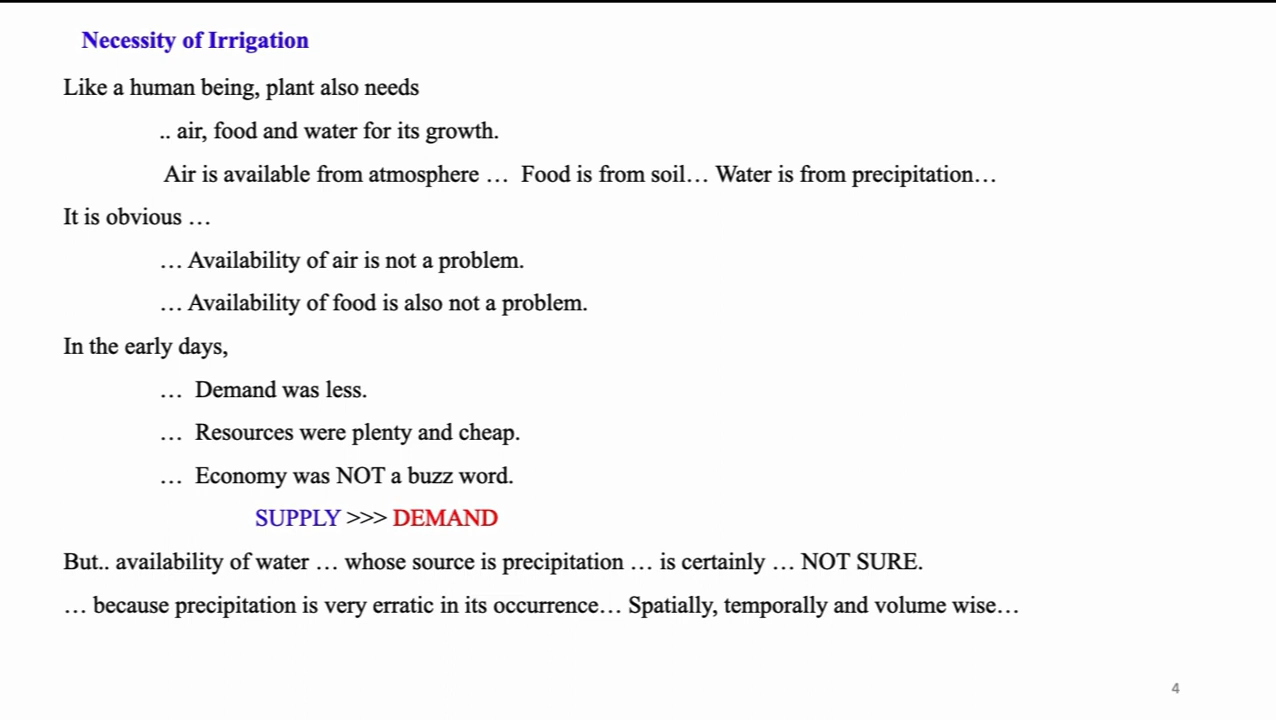 Necessity of Irrigation
Like a human being, plant also needs
.. air, food and water for its growth.
Air is available from atmosphere … Food is from soil… Water is from precipitation…
It is obvious …
… Availability of air is not a problem.
… Availability of food is also not a problem.
In the early days,
… Demand was less.
… Resources were plenty and cheap.
… Economy was NOT a buzz word.
SUPPLY >>> DEMAND
But.. availability of water … whose source is precipitation … is certainly … NOT SURE.
… because precipitation is very erratic in its occurrence… Spatially, temporally and volume wise…
4